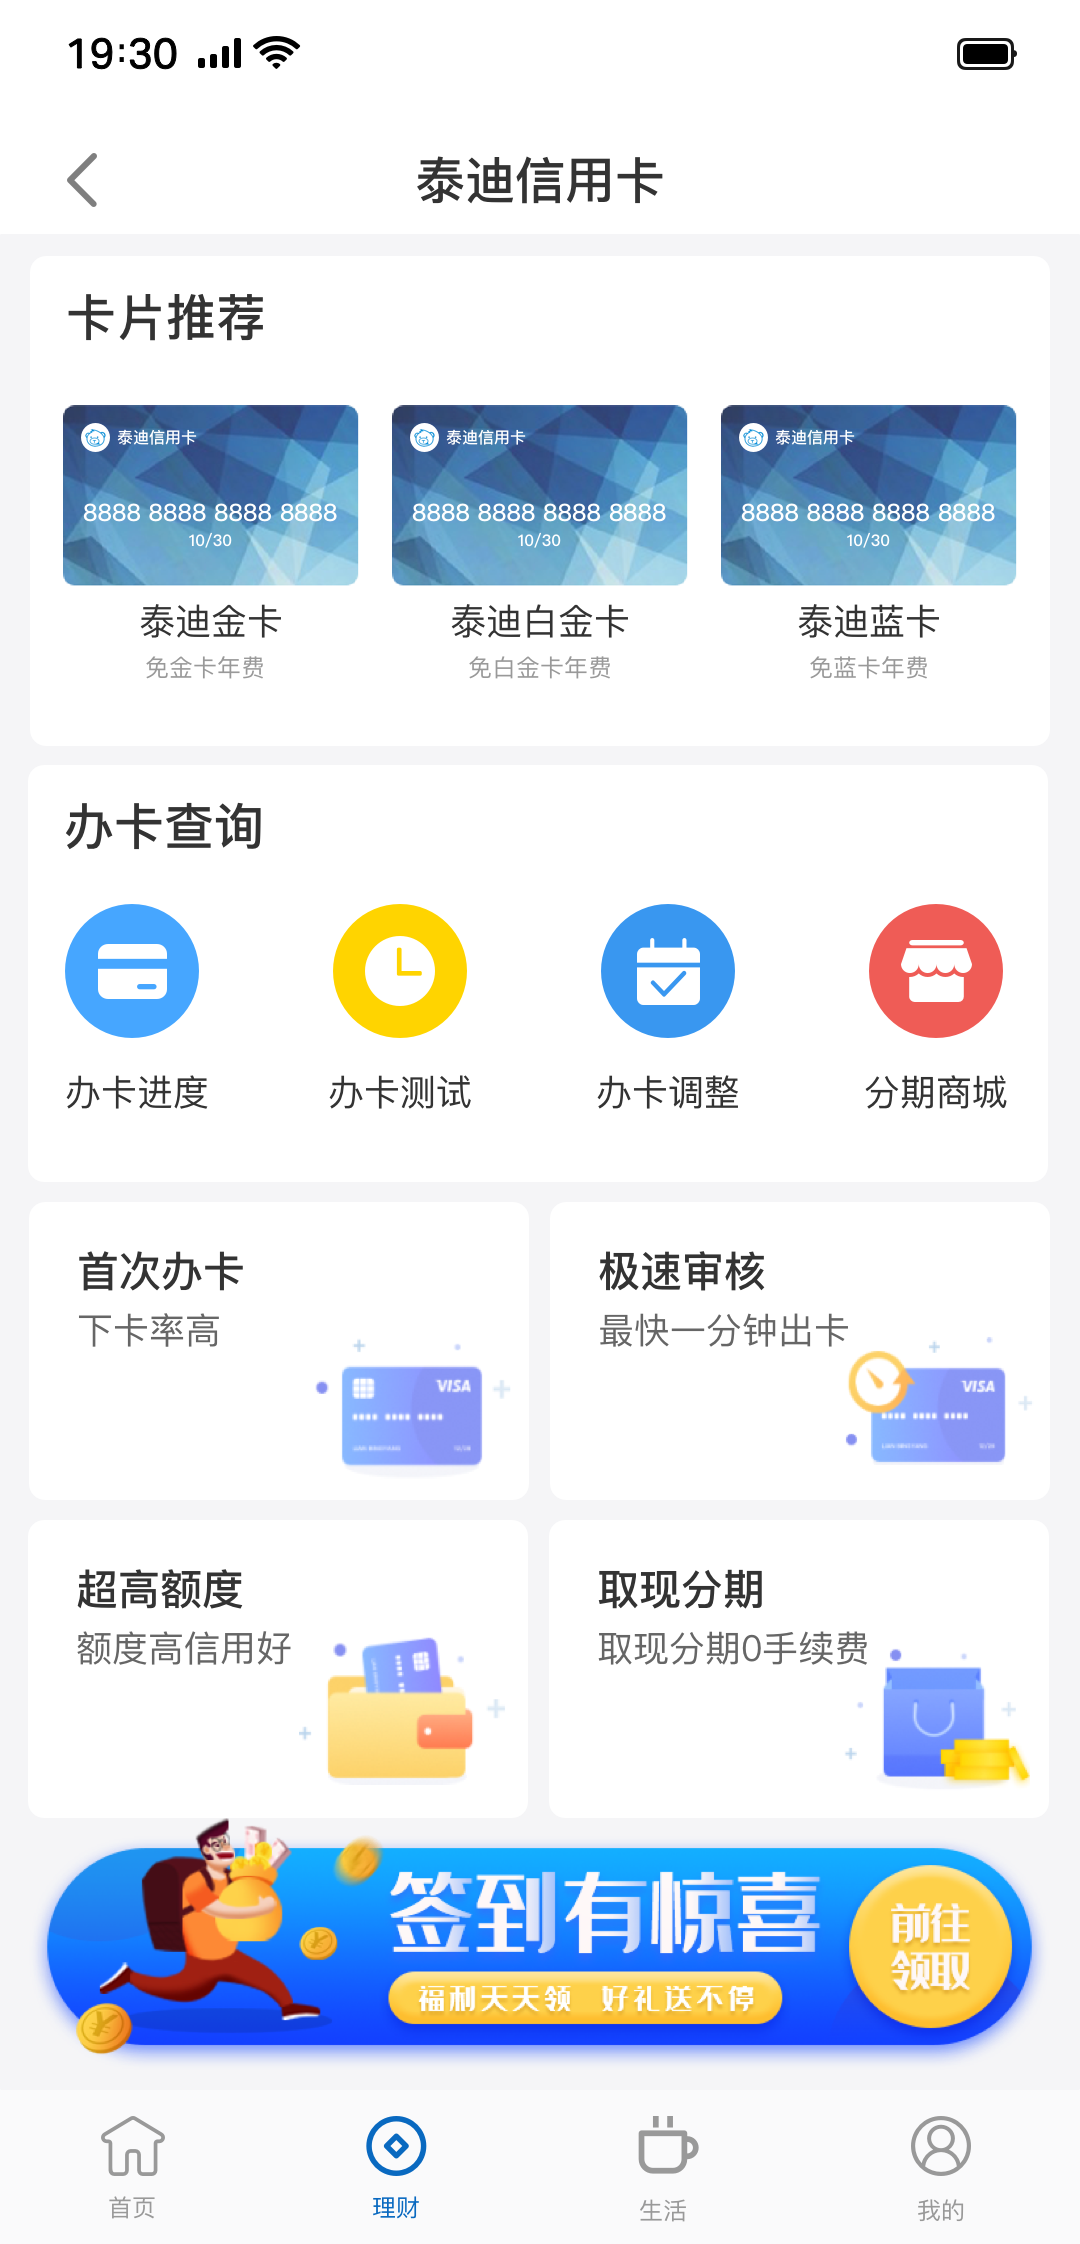 19:30
泰迪信用卡
卡片推荐
泰迪信用卡
8888 8888 8888 8888
10/30
泰迪信用卡
8888 8888 8888 8888
10/30
泰迪信用卡
8888 8888 8888 8888
10/30
泰迪金卡
免金卡年费
泰迪白金卡
免白金卡年费
泰迪蓝卡
免蓝卡年费
办卡查询
办卡进度
办卡测试
办卡调整
分期商城
首次办卡
下卡率高
VISA
极速审核
最快一分钟出卡
VISA
超高额度
额度高信用好
取现分期
取现分期0手续费
签到有惊喜
福利天天领 好礼送不停
前往
领取
首页
理财
生活
我的